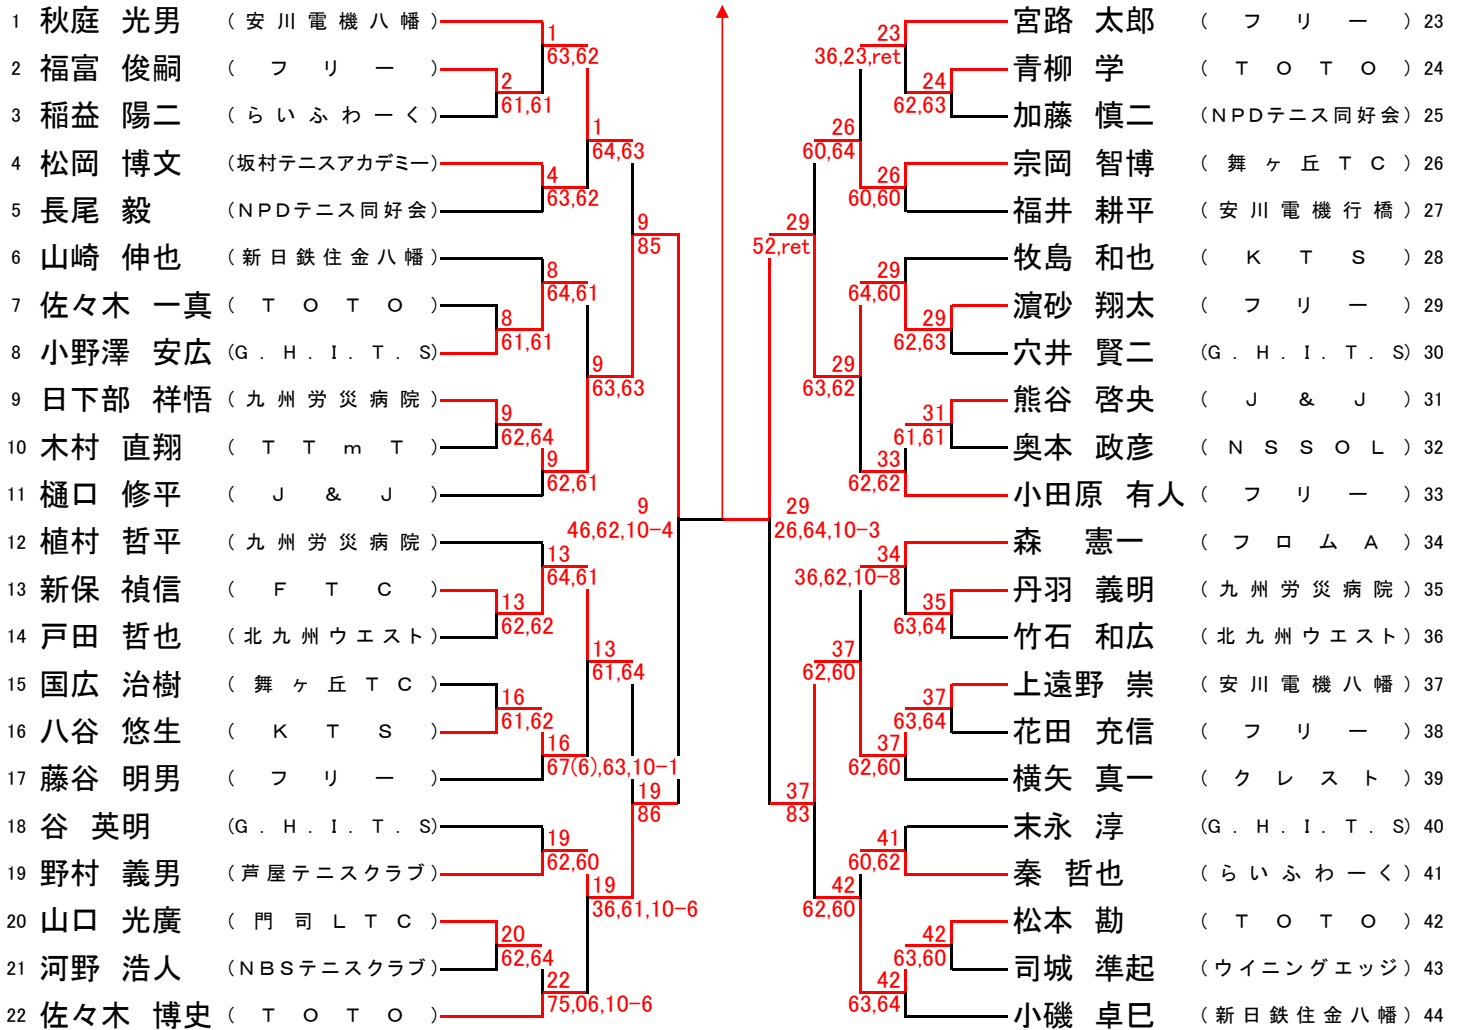 1 秋庭 光男 (安川電機八幡)
2 福富 俊嗣 (フリー)
3 稲益 陽二 (らいふわーく)
4 松岡 博文 (坂村テニスアカデミー)
5 長尾 毅 (NPDテニス同好会)
6 山崎 伸也 (新日鉄住金八幡)
7 佐々木 一真 (TOTO)
8 小野澤 安広 (G.H.I.T.S)
9 日下部 祥悟 (九州労災病院)
10 木村 直翔 (TTmT)
11 樋口 修平 (J&J)
12 植村 哲平 (九州労災病院)
13 新保 禎信 (FTC)
14 戸田 哲也 (北九州ウエスト)
15 国広 治樹 (舞ヶ丘TC)
16 八谷 悠生 (KTS)
17 藤谷 明男 (フリー)
18 谷 英明 (G.H.I.T.S)
19 野村 義男 (芦屋テニスクラブ)
20 山口 光廣 (門司LTC)
21 河野 浩人 (NBSテニスクラブ)
22 佐々木 博史 (TOTO)
2
61,61
8
61,61
9
62,64
13
62,62
16
61,62
20
62,64
1
63,62
4
63,62
8
64,61
9
62,61
13
64,61
16
67(6),63,10-1
19
62,60
22
75,06,10-6
1
64,63
9
63,63
13
61,64
19
36,61,10-6
9
85
19
86
9
46,62,10-4
29
26,64,10-3
29
52,ret
37
83
26
60,64
29
63,62
37
62,60
42
62,60
23
36,23,ret
26
60,60
29
64,60
33
62,62
34
36,62,10-8
37
62,60
41
60,62
42
63,64
24
62,63
29
62,63
31
61,61
35
63,64
37
63,64
42
63,60
宮路 太郎 (フリー) 23
青柳 学 (TOTO) 24
加藤 慎二 (NPDテニス同好会) 25
宗岡 智博 (舞ヶ丘TC) 26
福井 耕平 (安川電機行橋) 27
牧島 和也 (KTS) 28
濵砂 翔太 (フリー) 29
穴井 賢二 (G.H.I.T.S) 30
熊谷 啓央 (J&J) 31
奥本 政彦 (NSSOL) 32
小田原 有人 (フリー) 33
森 憲一 (フロムA) 34
丹羽 義明 (九州労災病院) 35
竹石 和広 (北九州ウエスト) 36
上遠野 崇 (安川電機八幡) 37
花田 充信 (フリー) 38
横矢 真一 (クレスト) 39
末永 淳 (G.H.I.T.S) 40
秦 哲也 (らいふわーく) 41
松本 勘 (TOTO) 42
司城 準起 (ウイニングエッジ) 43
小磯 卓巳 (新日鉄住金八幡) 44